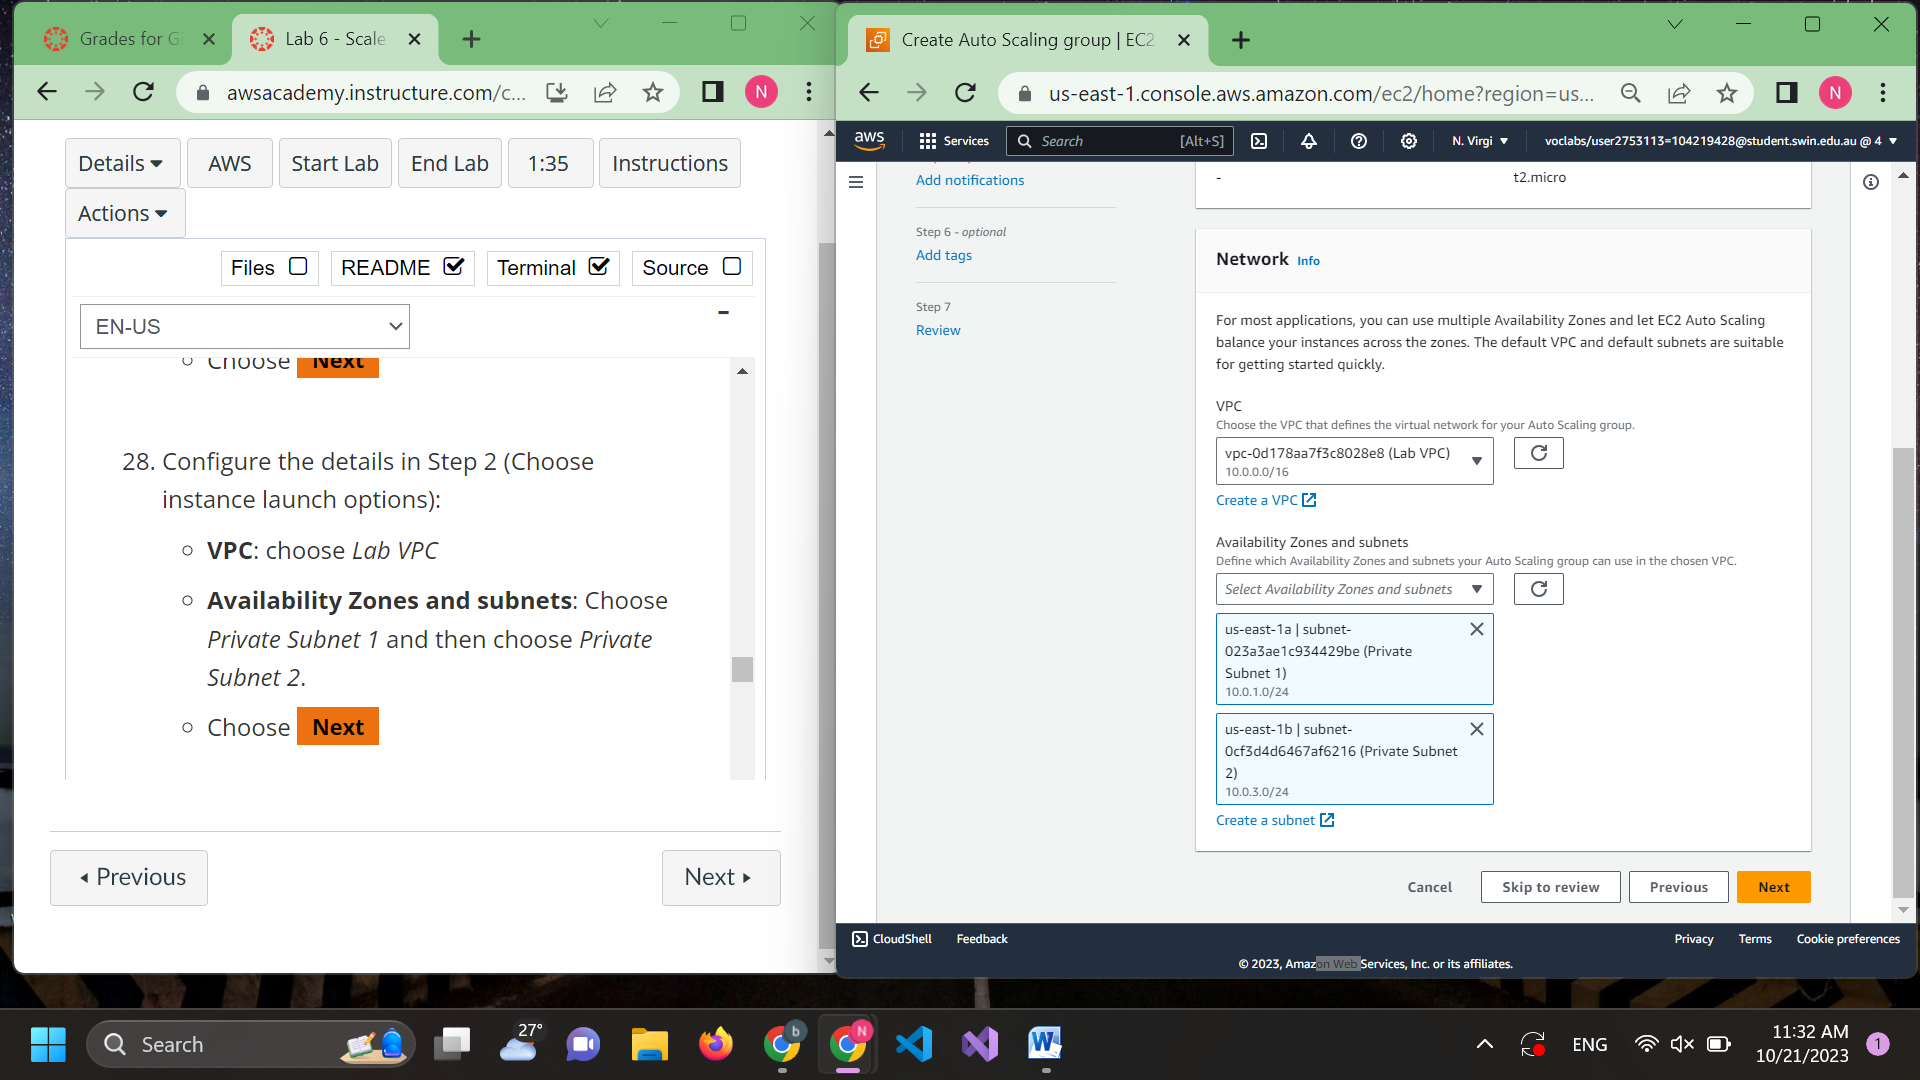 Grades for Gi
Lab 6 - Scale
awsacademy.instructure.com/c...
N
Details
AWS
Start Lab
End Lab
1:35
Instructions
Actions
Files
README
Terminal
Source
EN-US
Choose Next
28. Configure the details in Step 2 (Choose
instance launch options):
VPC: choose Lab VPC
Availability Zones and subnets: Choose
Private Subnet 1 and then choose Private
Subnet 2.
Choose Next
Previous
Next
Create Auto Scaling group | EC2
us-east-1.console.aws.amazon.com/ec2/home?region=us...
N
aws
Services
Search [Alt+S]
N. Virgi
voclabs/user2753113=104219428@student.swin.edu.au @ 4
Add notifications
Step 6 - optional
Add tags
Step 7
Review
-
t2.micro
Network Info
For most applications, you can use multiple Availability Zones and let EC2 Auto Scaling
balance your instances across the zones. The default VPC and default subnets are suitable
for getting started quickly.
VPC
Choose the VPC that defines the virtual network for your Auto Scaling group.
vpc-0d178aa7f3c8028e8 (Lab VPC)
10.0.0.0/16
Create a VPC
Availability Zones and subnets
Define which Availability Zones and subnets your Auto Scaling group can use in the chosen VPC.
Select Availability Zones and subnets
us-east-1a | subnet-
023a3ae1c934429be (Private
Subnet 1)
10.0.1.0/24
us-east-1b | subnet-
0cf3d4d6467af6216 (Private Subnet
2)
10.0.3.0/24
Create a subnet
Cancel
Skip to review
Previous
Next
CloudShell
Feedback
Privacy
Terms
Cookie preferences
© 2023, Amazon Web Services, Inc. or its affiliates.
Search
27°
b
N
W
ENG
11:32 AM
10/21/2023
1